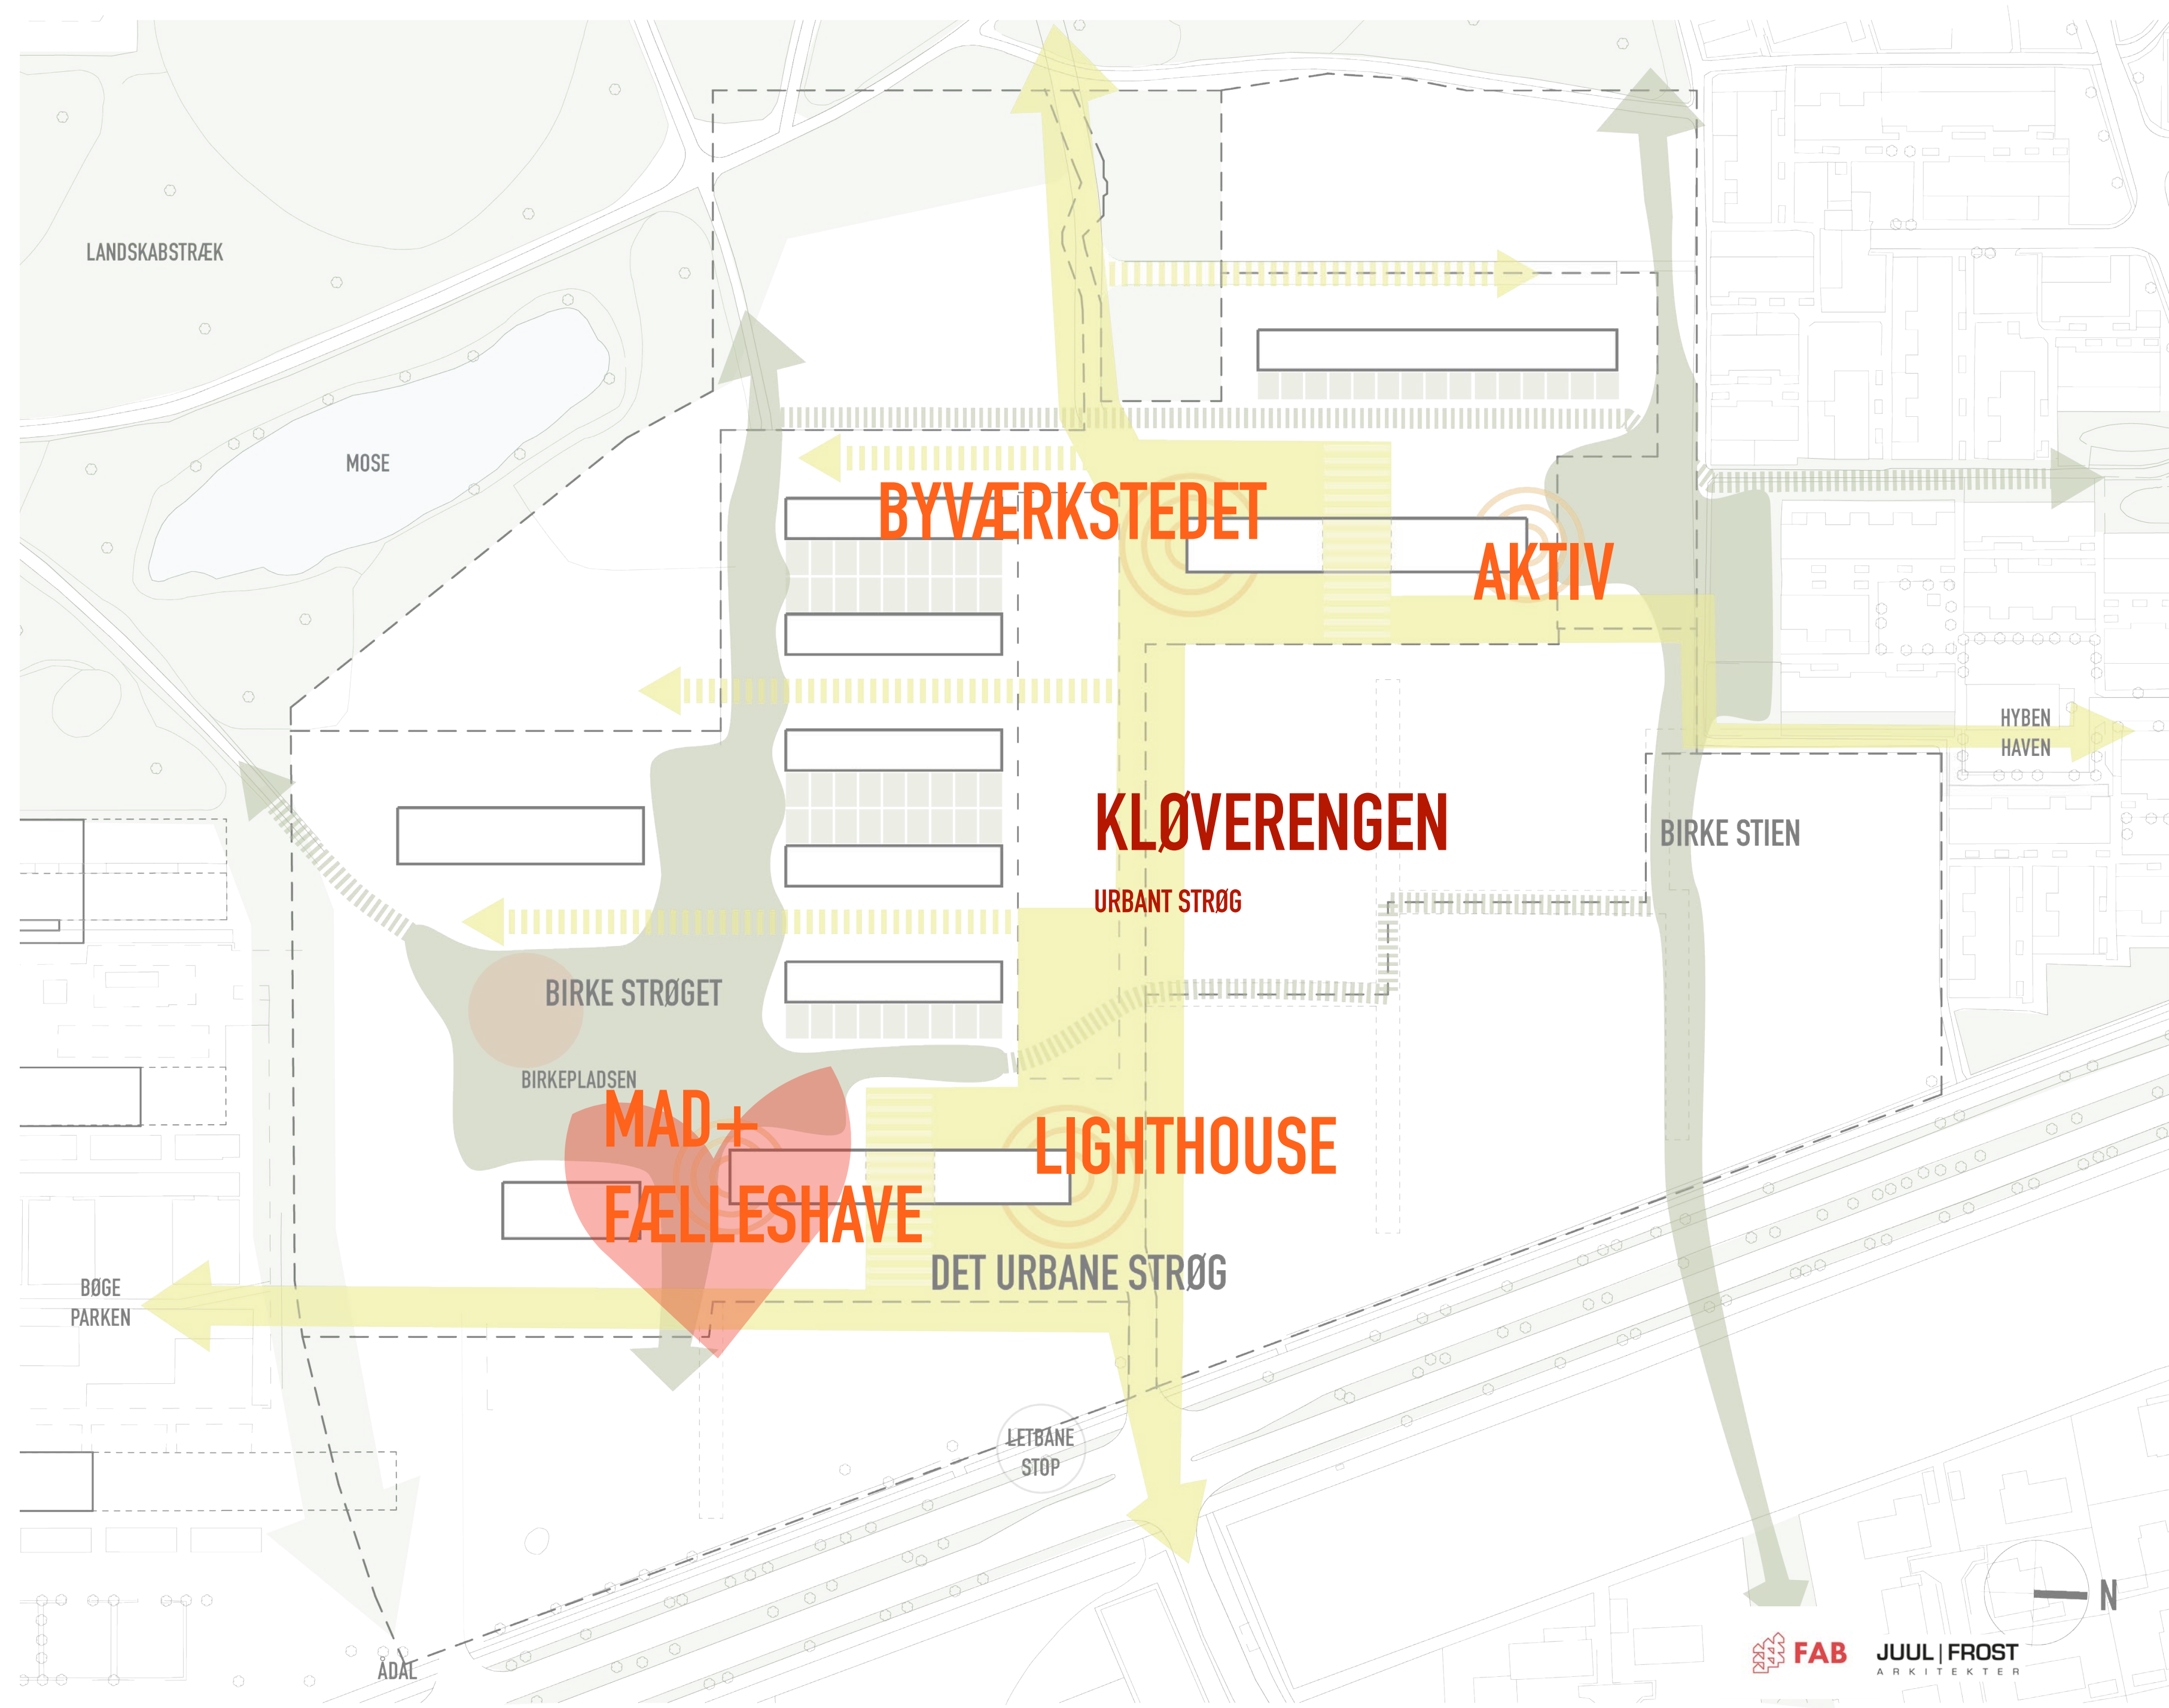 LANDSKABSTRÆK
MOSE
BYVÆRKSTEDET
AKTIV
HYBEN
HAVEN
KLØVERENGEN
URBANT STRØG
BIRKE STIEN
BIRKE STRØGET
BIRKEPLADSEN
MAD+
FÆLLESHAVE
LIGHTHOUSE
DET URBANE STRØG
BØGE
PARKEN
LETBANE
STOP
ÅDAL
N
FAB
JUUL | FROST
ARKITEKTER